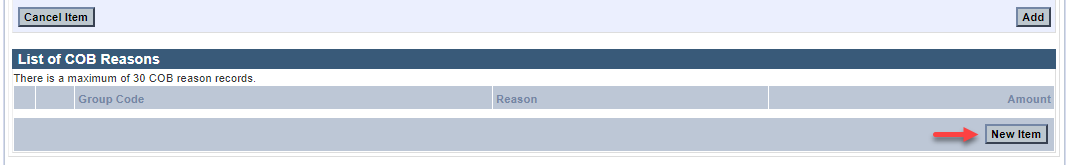 Cancel Item Add
List of COB Reasons
There is a maximum of 30 COB reason records.
Group Code Reason Amount
New Item